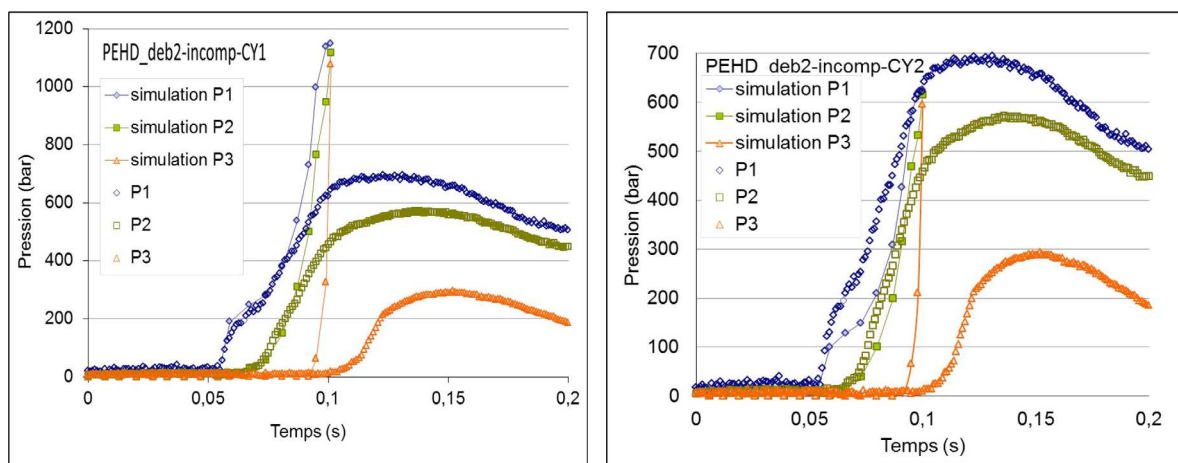 1200
1000
800
600
400
200
0
Pression (bar)
PEHD_deb2-incomp-CY1
simulation P1
simulation P2
simulation P3
P1
P2
P3
0
0,05
0,1
0,15
0,2
Temps (s)
700
600
500
400
300
200
100
0
Pression (bar)
PEHD deb2-incomp-CY2
simulation P1
simulation P2
simulation P3
P1
P2
P3
0
0,05
0,1
0,15
0,2
Temps (s)